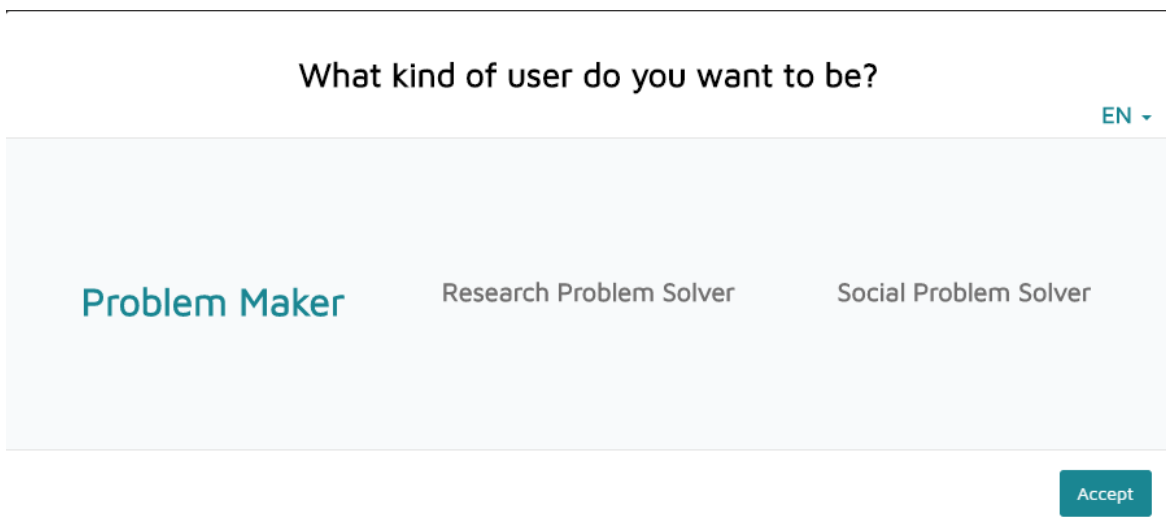 What kind of user do you want to be?
EN
Problem Maker
Research Problem Solver
Social Problem Solver
Accept